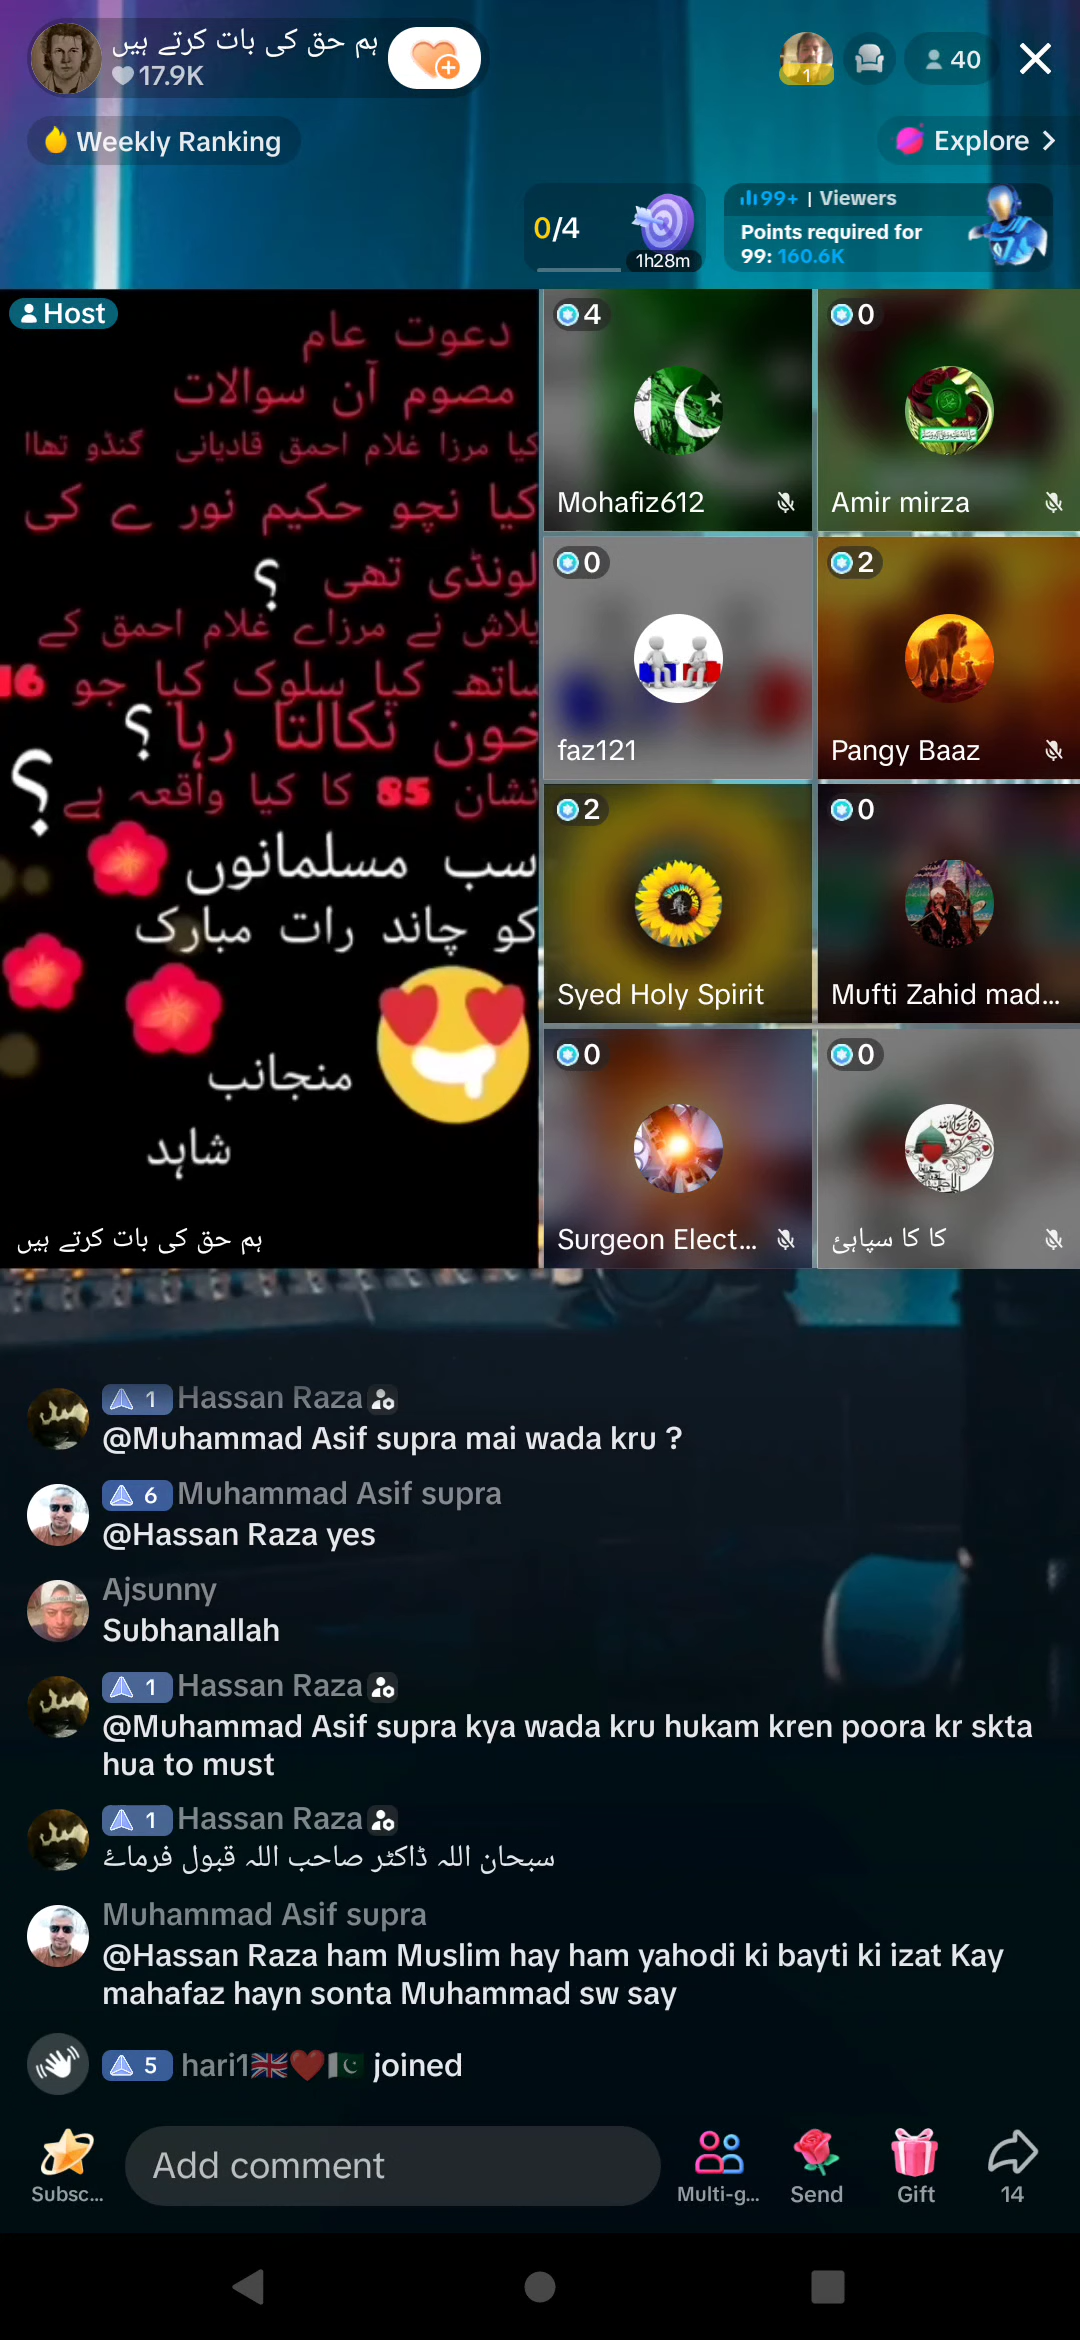 ہم حق کی بات کرتے ہیں
17.9K
1
40
Weekly Ranking
Explore
0/4
1h28m
99+ | Viewers
Points required for
99: 160.6K
Host
دعوت عام
مصوم آن سوالات
کیا مرزا غلام احمق قادیانی گنڈو تھاا
کیا نچو حکیم نورے کی
لونڈی تھی ؟
یلاش نے مرزاے غلام احمق کے
ساتھ کیا سلوک کیا جو 16
خون نکالتا رہا ؟
نشان 85 کا کیا واقعہ ہے ؟
سب مسلمانوں
کو چاند رات مبارک
منجانب
شاہد
ہم حق کی بات کرتے ہیں
4
Mohafiz612
0
Amir mirza
0
faz121
2
Pangy Baaz
2
Syed Holy Spirit
0
Mufti Zahid mad...
0
Surgeon Elect...
0
کا کا سپاہئ
1 Hassan Raza
@Muhammad Asif supra mai wada kru ?
6 Muhammad Asif supra
@Hassan Raza yes
Ajsunny
Subhanallah
1 Hassan Raza
@Muhammad Asif supra kya wada kru hukam kren poora kr skta
hua to must
1 Hassan Raza
سبحان اللہ ڈاکٹر صاحب اللہ قبول فرمائے
Muhammad Asif supra
@Hassan Raza ham Muslim hay ham yahodi ki bayti ki izat Kay
mahafaz hayn sonta Muhammad sw say
5 hari1🇬🇧❤️🇵🇰 joined
Add comment
Subsc...
Multi-g...
Send
Gift
14